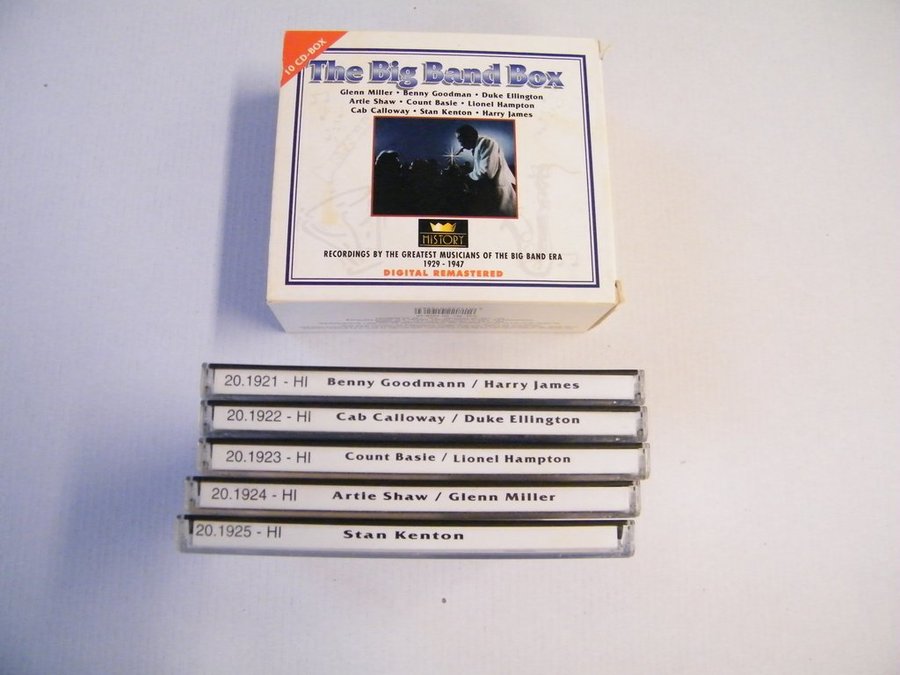 10 CD-BOX
The Big Band Box
Glenn Miller • Benny Goodman • Duke Ellington
Artie Shaw • Count Basie • Lionel Hampton
Cab Calloway • Stan Kenton • Harry James
HISTORY
RECORDINGS BY THE GREATEST MUSICIANS OF THE BIG BAND ERA
1929 - 1947
DIGITAL REMASTERED
20.1921 - HI Benny Goodmann / Harry James
20.1922 - HI Cab Calloway / Duke Ellington
20.1923 - HI Count Basie / Lionel Hampton
20.1924 - HI Artie Shaw / Glenn Miller
20.1925 - HI Stan Kenton